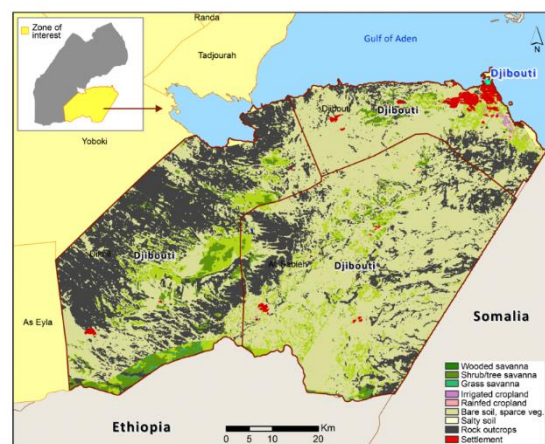 Zone of
interest
Randa
Tadjourah
Gulf of Aden
N
Djibouti
Yoboki
Djibouti
Djibouti
Djibouti
As Eyla
Somalia
Ethiopia
0
10
20
Km
Wooded savanna
Shrub/tree savanna
Grass savanna
Irrigated cropland
Rainfed cropland
Bare soil, sparce veg.
Salty soil
Rock outcrops
Settlement